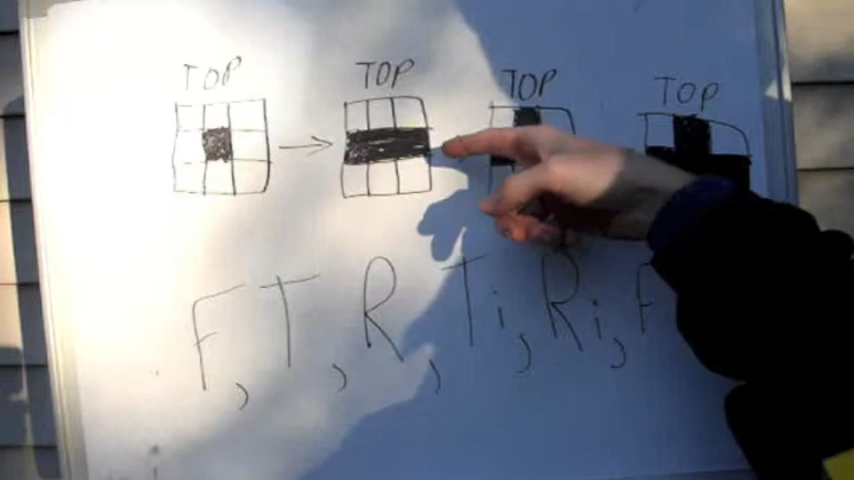 TOP TOP TOP TOP
F, T, R, Ti, Ri, F